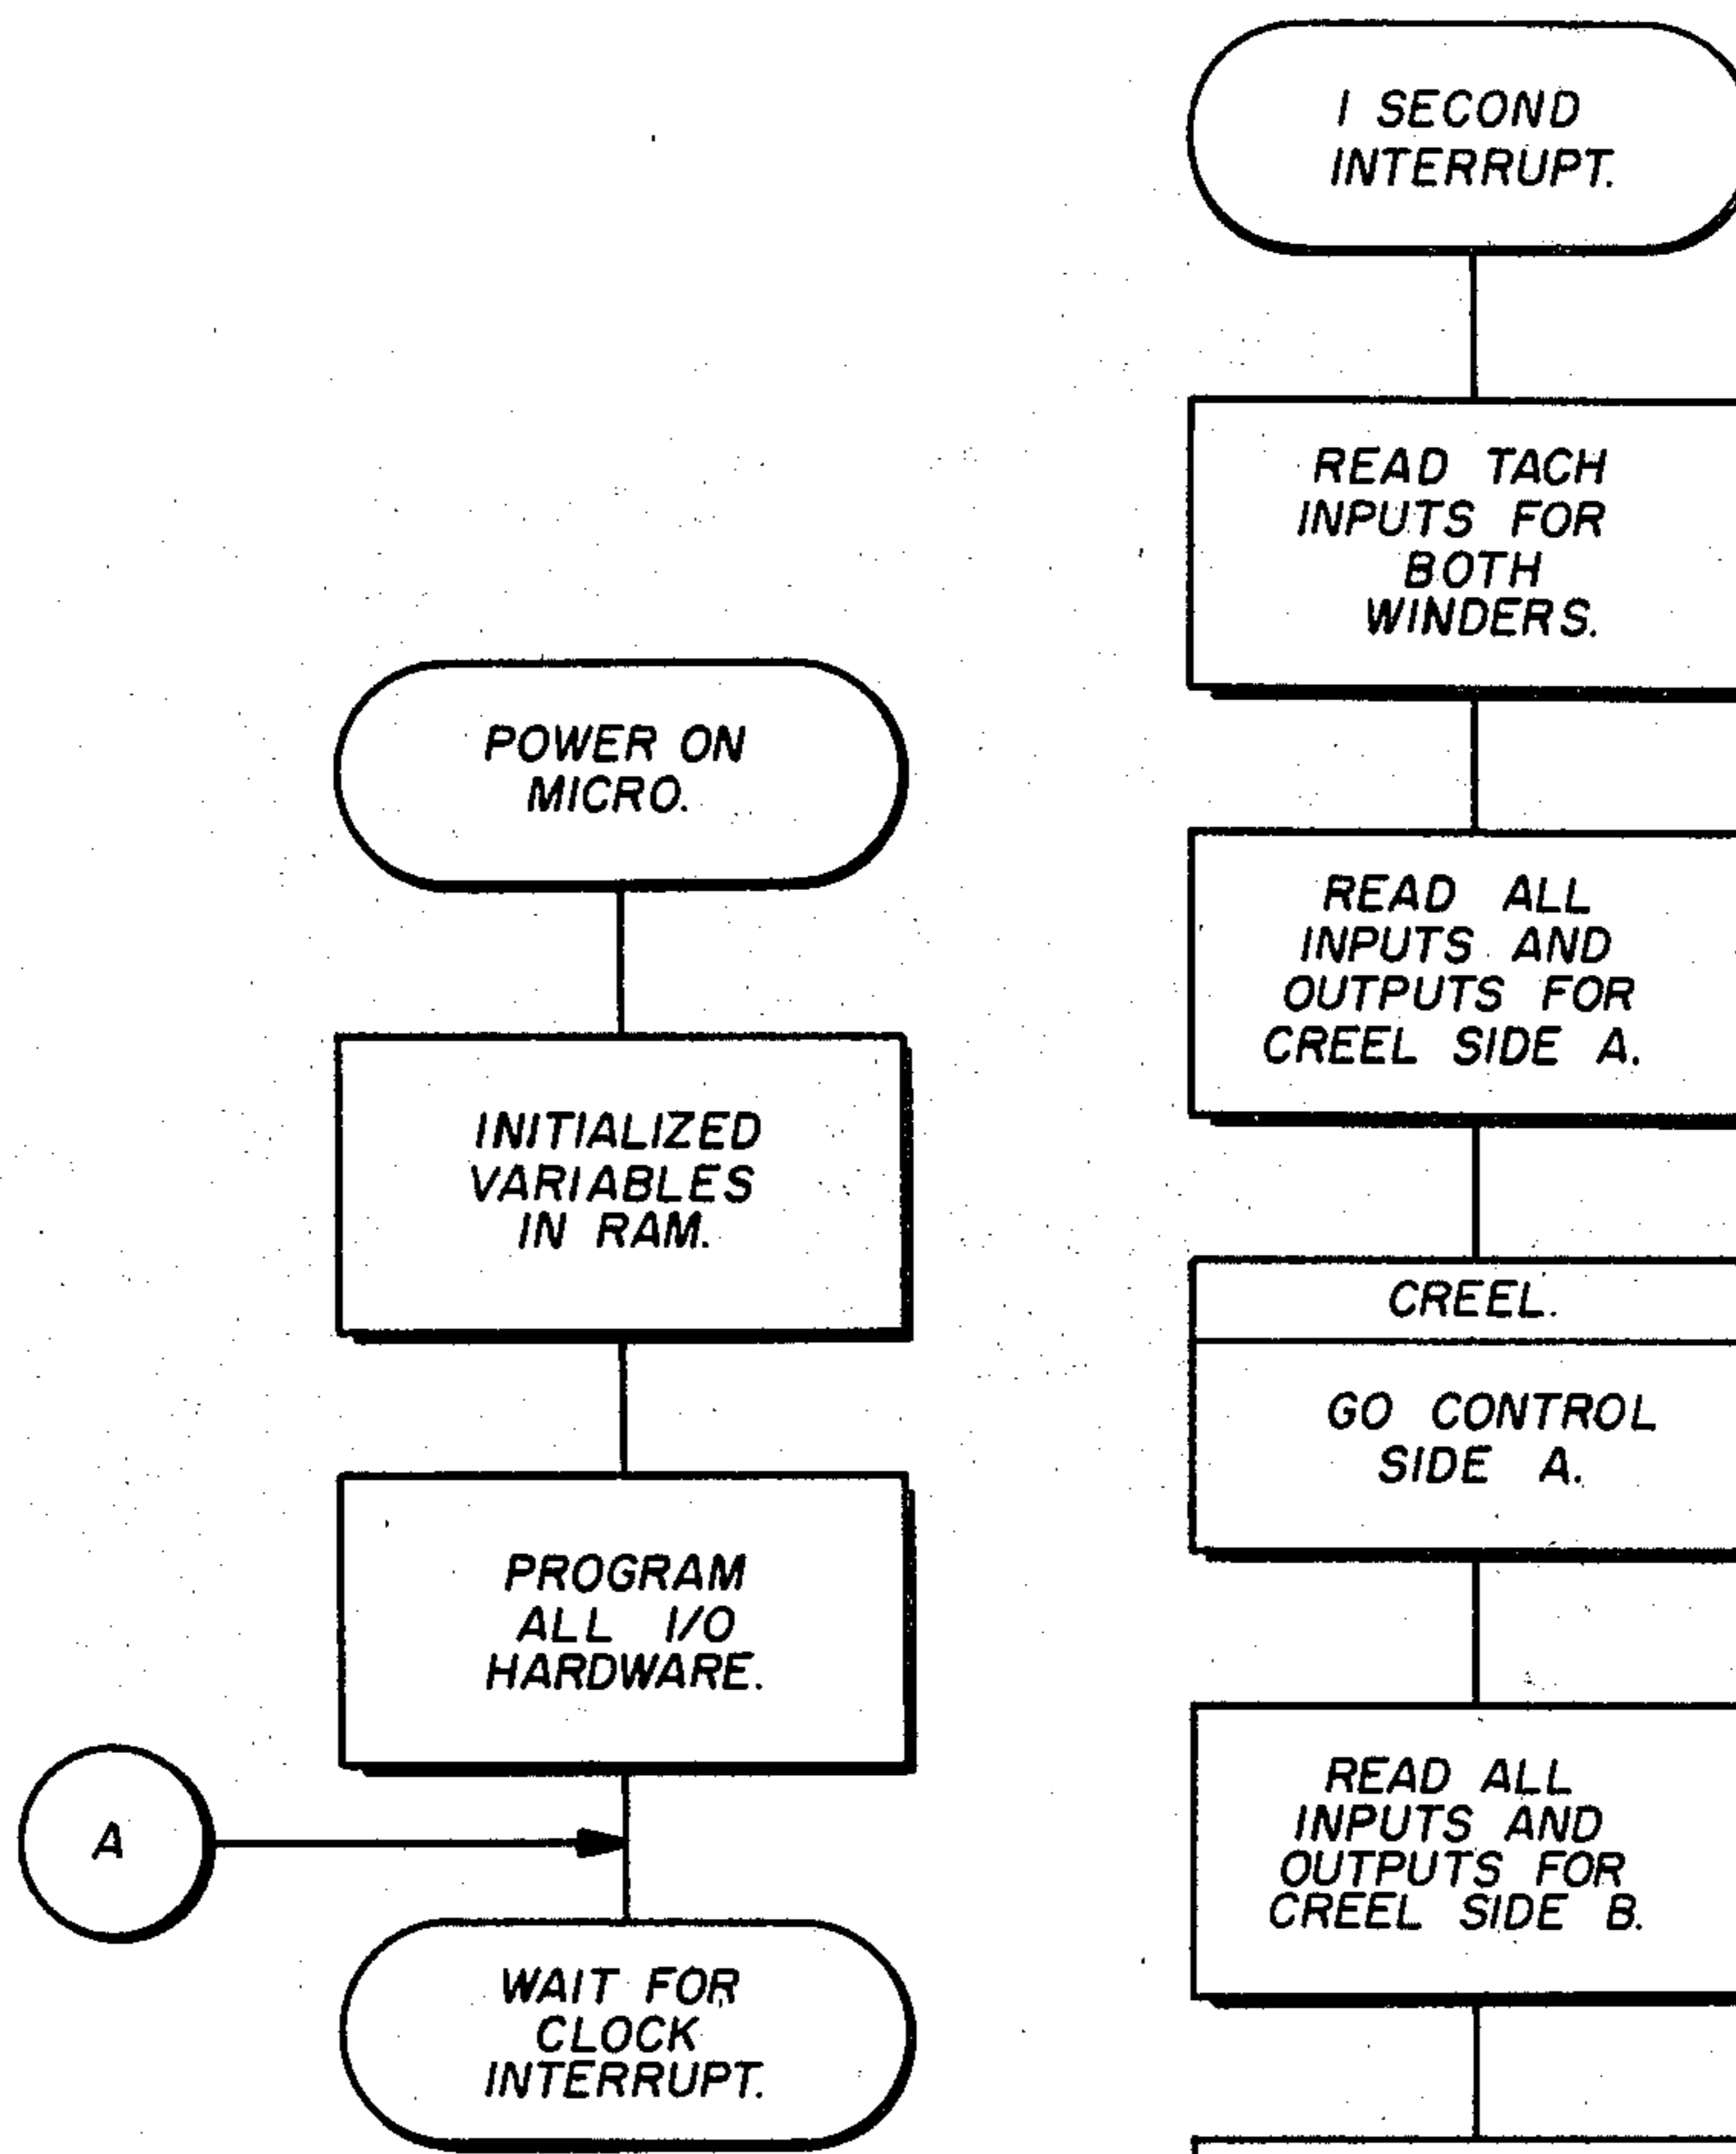 POWER ON
MICRO.
INITIALIZED
VARIABLES
IN RAM.
PROGRAM
ALL I/O
HARDWARE.
A
WAIT FOR
CLOCK
INTERRUPT.
1 SECOND
INTERRUPT.
READ TACH
INPUTS FOR
BOTH
WINDERS.
READ ALL
INPUTS AND
OUTPUTS FOR
CREEL SIDE A.
CREEL.
GO CONTROL
SIDE A.
READ ALL
INPUTS AND
OUTPUTS FOR
CREEL SIDE B.